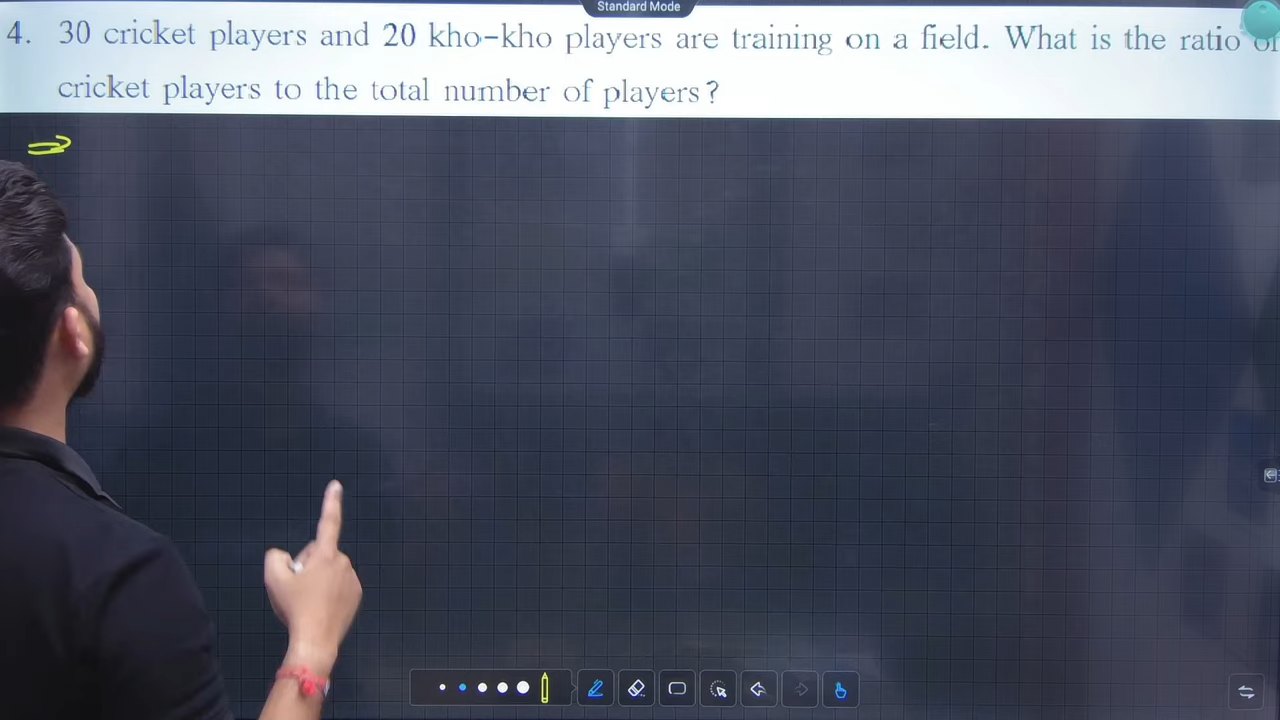 Standard Mode
4. 30 cricket players and 20 kho-kho players are training on a field. What is the ratio of
cricket players to the total number of players?